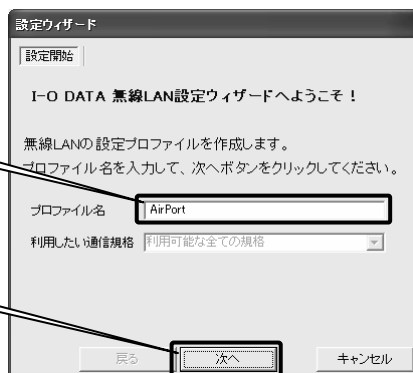 設定ウィザード
設定開始
I-O DATA 無線LAN設定ウィザードへようこそ！
無線LANの設定プロファイルを作成します。
プロファイル名を入力して、次へボタンをクリックしてください。
プロファイル名 AirPort
利用したい通信規格 利用可能な全ての規格
戻る 次へ キャンセル